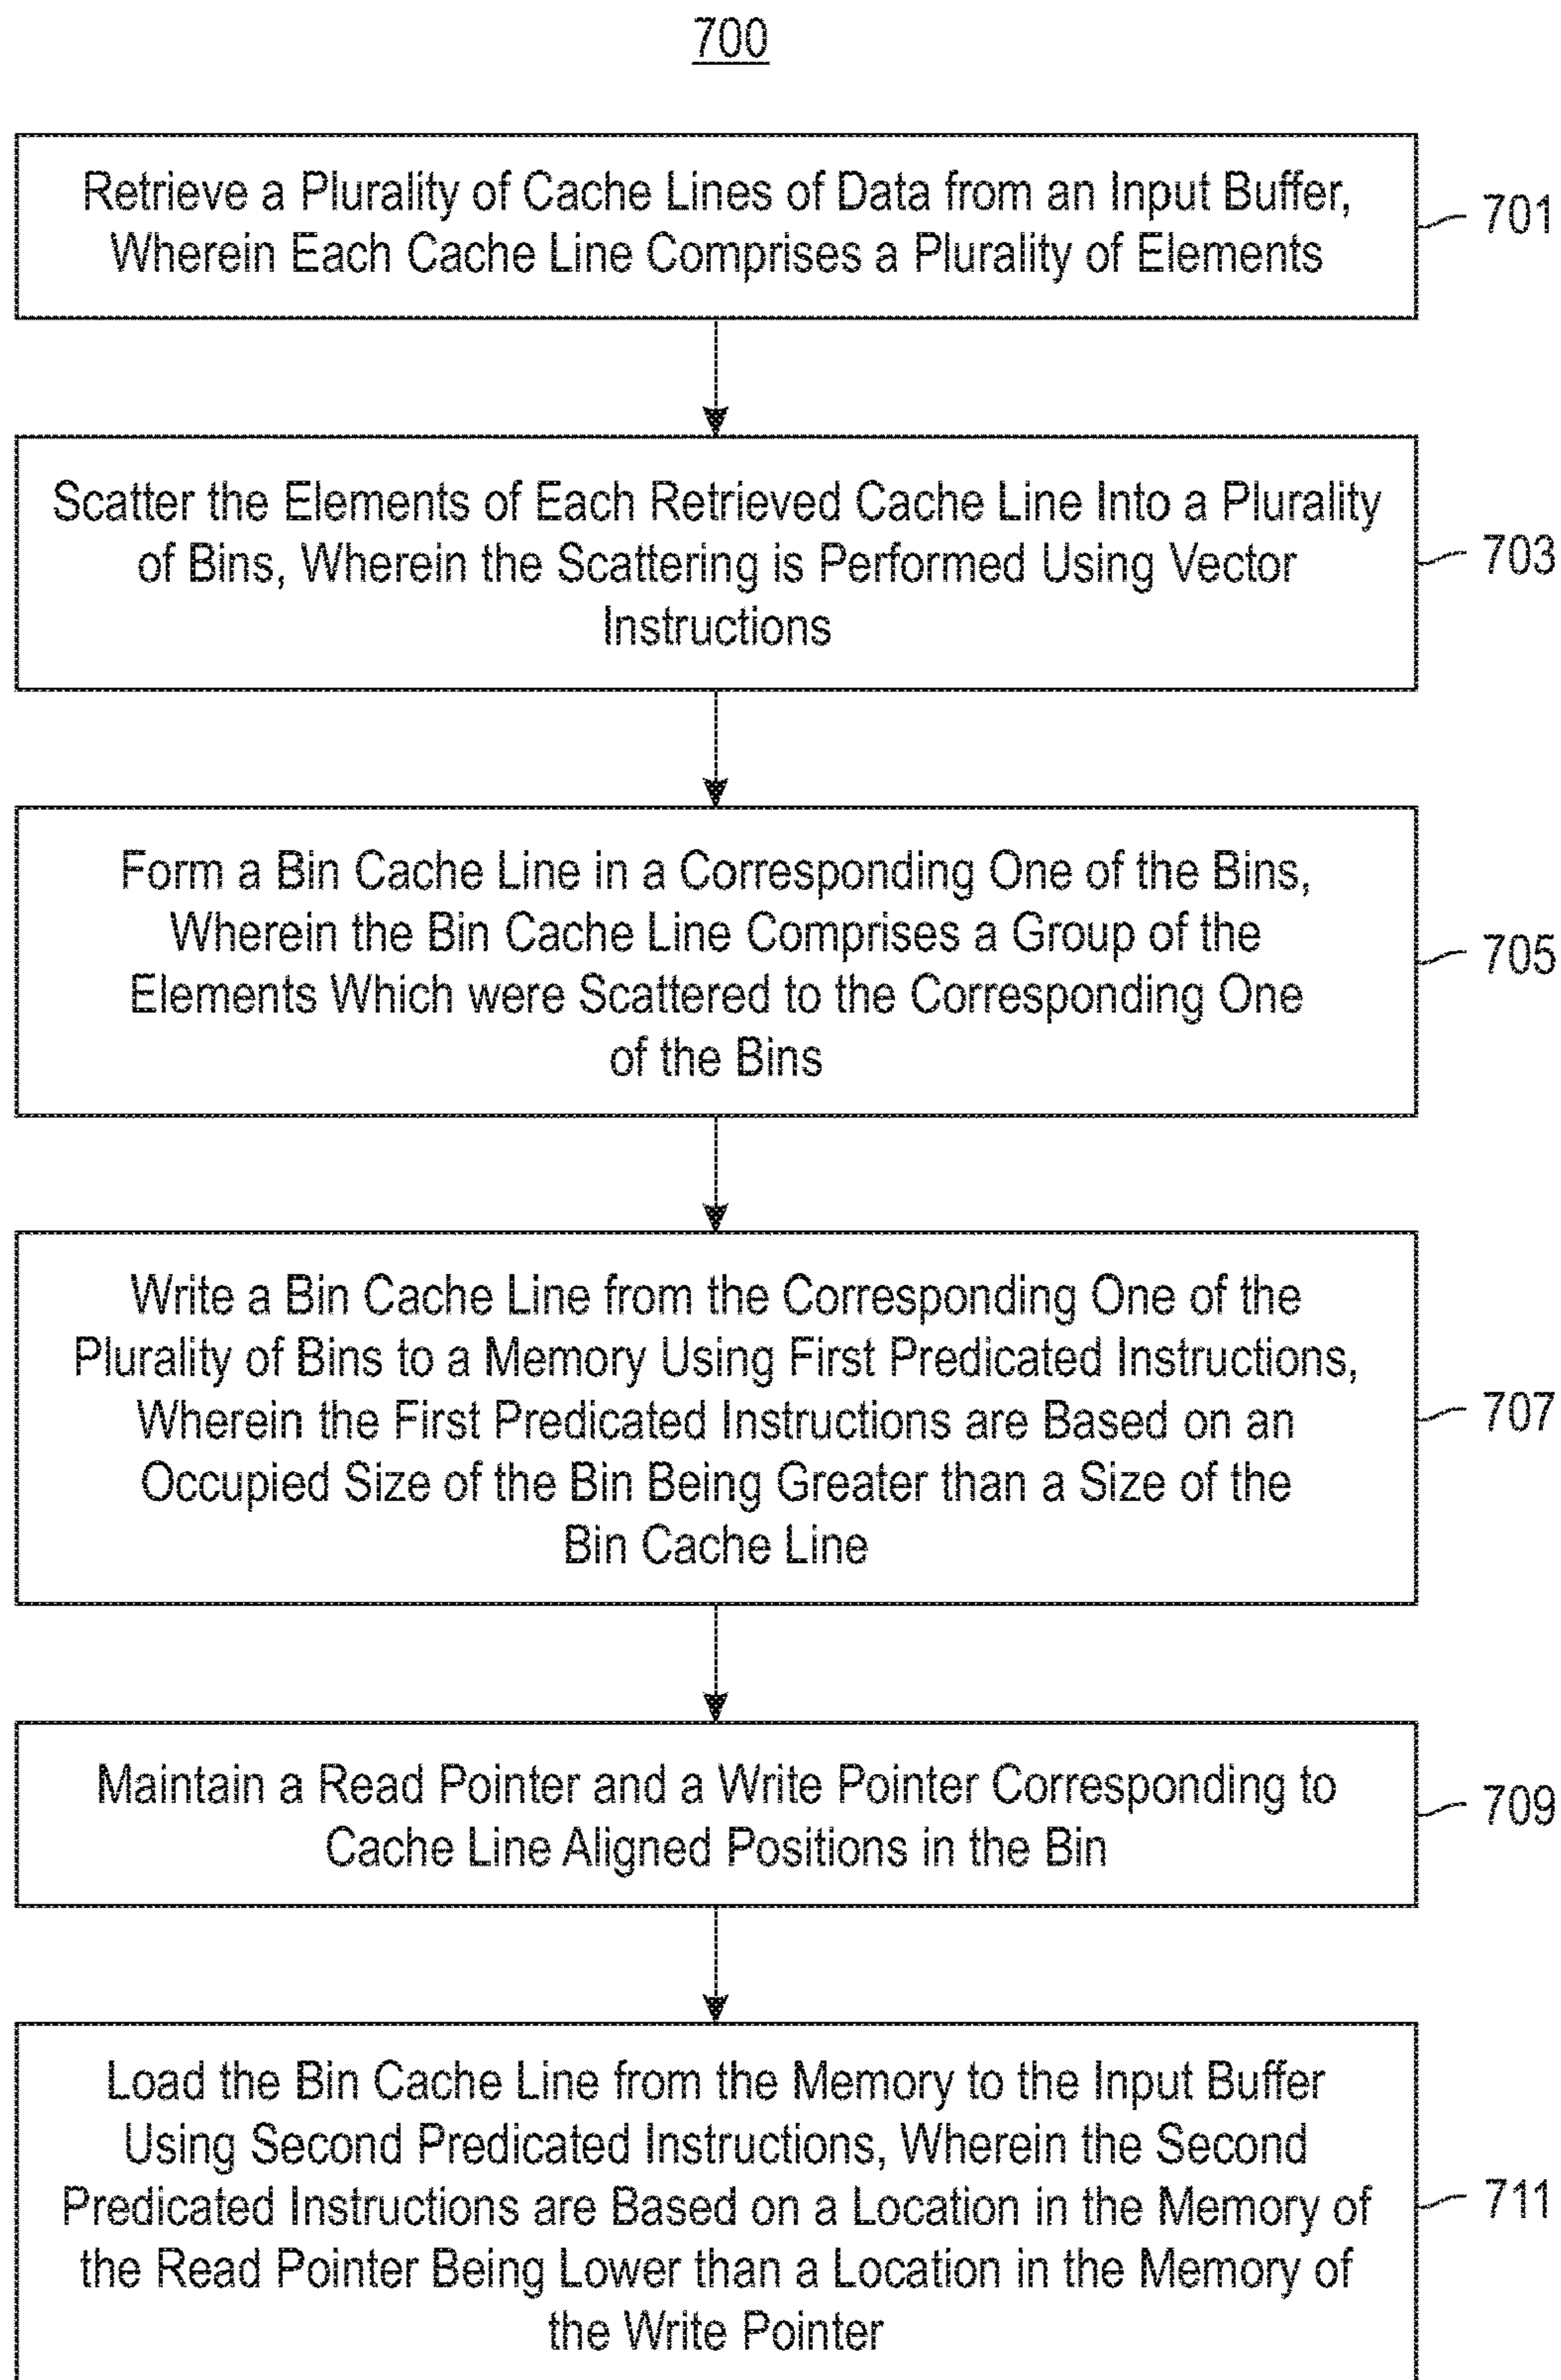 700
Retrieve a Plurality of Cache Lines of Data from an Input Buffer,
Wherein Each Cache Line Comprises a Plurality of Elements
701
Scatter the Elements of Each Retrieved Cache Line Into a Plurality
of Bins, Wherein the Scattering is Performed Using Vector
Instructions
703
Form a Bin Cache Line in a Corresponding One of the Bins,
Wherein the Bin Cache Line Comprises a Group of the
Elements Which were Scattered to the Corresponding One
of the Bins
705
Write a Bin Cache Line from the Corresponding One of the
Plurality of Bins to a Memory Using First Predicated Instructions,
Wherein the First Predicated Instructions are Based on an
Occupied Size of the Bin Being Greater than a Size of the
Bin Cache Line
707
Maintain a Read Pointer and a Write Pointer Corresponding to
Cache Line Aligned Positions in the Bin
709
Load the Bin Cache Line from the Memory to the Input Buffer
Using Second Predicated Instructions, Wherein the Second
Predicated Instructions are Based on a Location in the Memory of
the Read Pointer Being Lower than a Location in the Memory of
the Write Pointer
711